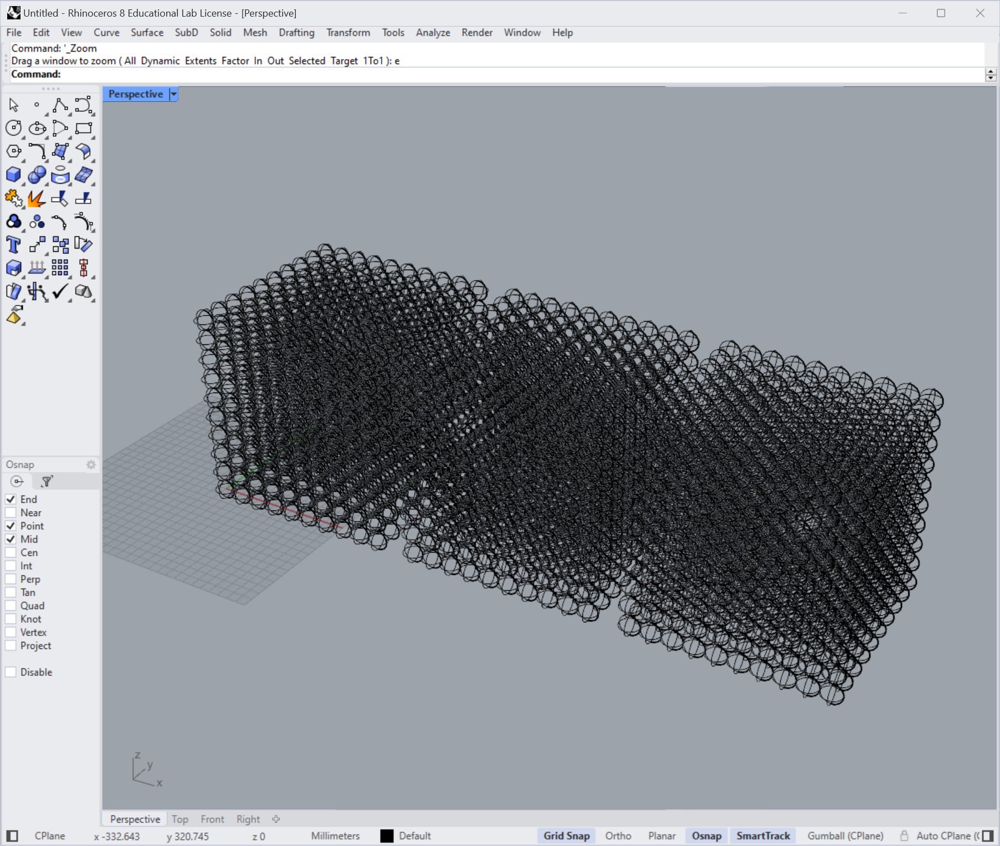 Untitled - Rhinoceros 8 Educational Lab License - [Perspective]
File Edit View Curve Surface SubD Solid Mesh Drafting Transform Tools Analyze Render Window Help
Command: '_Zoom
Drag a window to zoom ( All Dynamic Extents Factor In Out Selected Target 1To1 ): e
Command:
Perspective
Osnap
End
Near
Point
Mid
Cen
Int
Perp
Tan
Quad
Knot
Vertex
Project
Disable
z
y
x
Perspective Top Front Right
CPlane x -332.643 y 320.745 z 0 Millimeters Default Grid Snap Ortho Planar Osnap SmartTrack Gumball (CPlane) Auto CPlane (